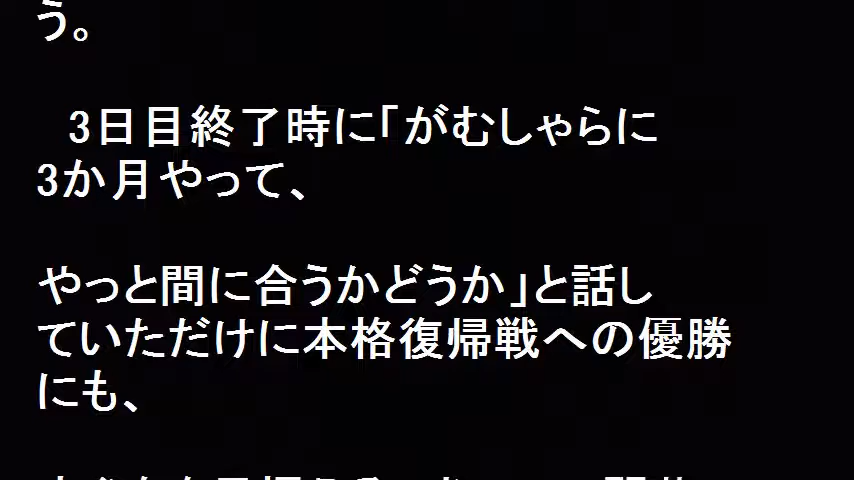 う。
3日目終了時に「がむしゃらに
3か月やって、
やっと間に合うかどうか」と話し
ていただけに本格復帰戦への優勝
にも、